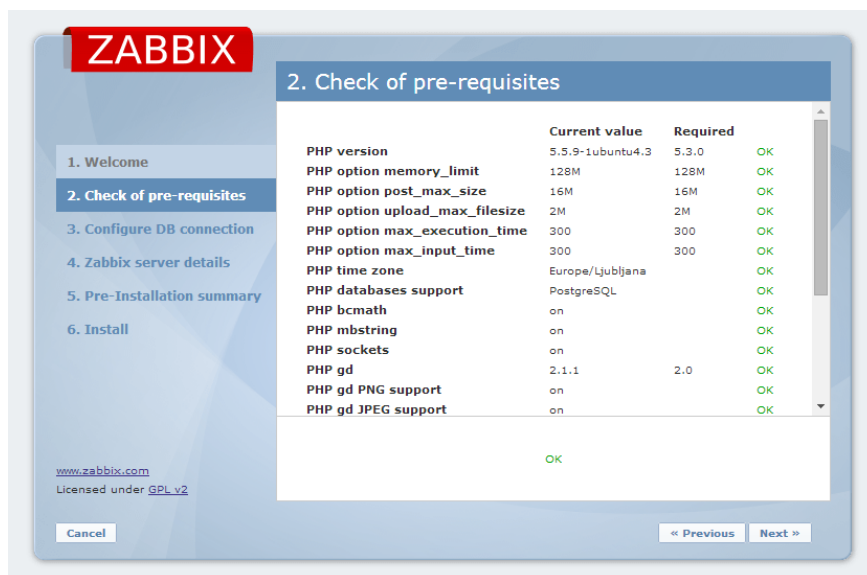 ZABBIX
2. Check of pre-requisites
1. Welcome
2. Check of pre-requisites
3. Configure DB connection
4. Zabbix server details
5. Pre-Installation summary
6. Install
Current value Required
PHP version 5.5.9-1ubuntu4.3 5.3.0 OK
PHP option memory_limit 128M 128M OK
PHP option post_max_size 16M 16M OK
PHP option upload_max_filesize 2M 2M OK
PHP option max_execution_time 300 300 OK
PHP option max_input_time 300 300 OK
PHP time zone Europe/Ljubljana OK
PHP databases support PostgreSQL OK
PHP bcmath on OK
PHP mbstring on OK
PHP sockets on OK
PHP gd 2.1.1 2.0 OK
PHP gd PNG support on OK
PHP gd JPEG support on OK
OK
www.zabbix.com
Licensed under GPL v2
Cancel
« Previous Next »